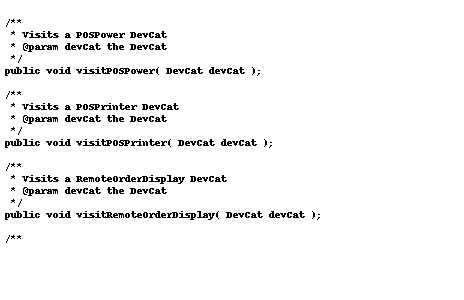 /**
 * Visits a POSPower DevCat
 * @param devCat the DevCat
 */
public void visitPOSPower( DevCat devCat );
/**
 * Visits a POSPrinter DevCat
 * @param devCat the DevCat
 */
public void visitPOSPrinter( DevCat devCat );
/**
 * Visits a RemoteOrderDisplay DevCat
 * @param devCat the DevCat
 */
public void visitRemoteOrderDisplay( DevCat devCat );
/**